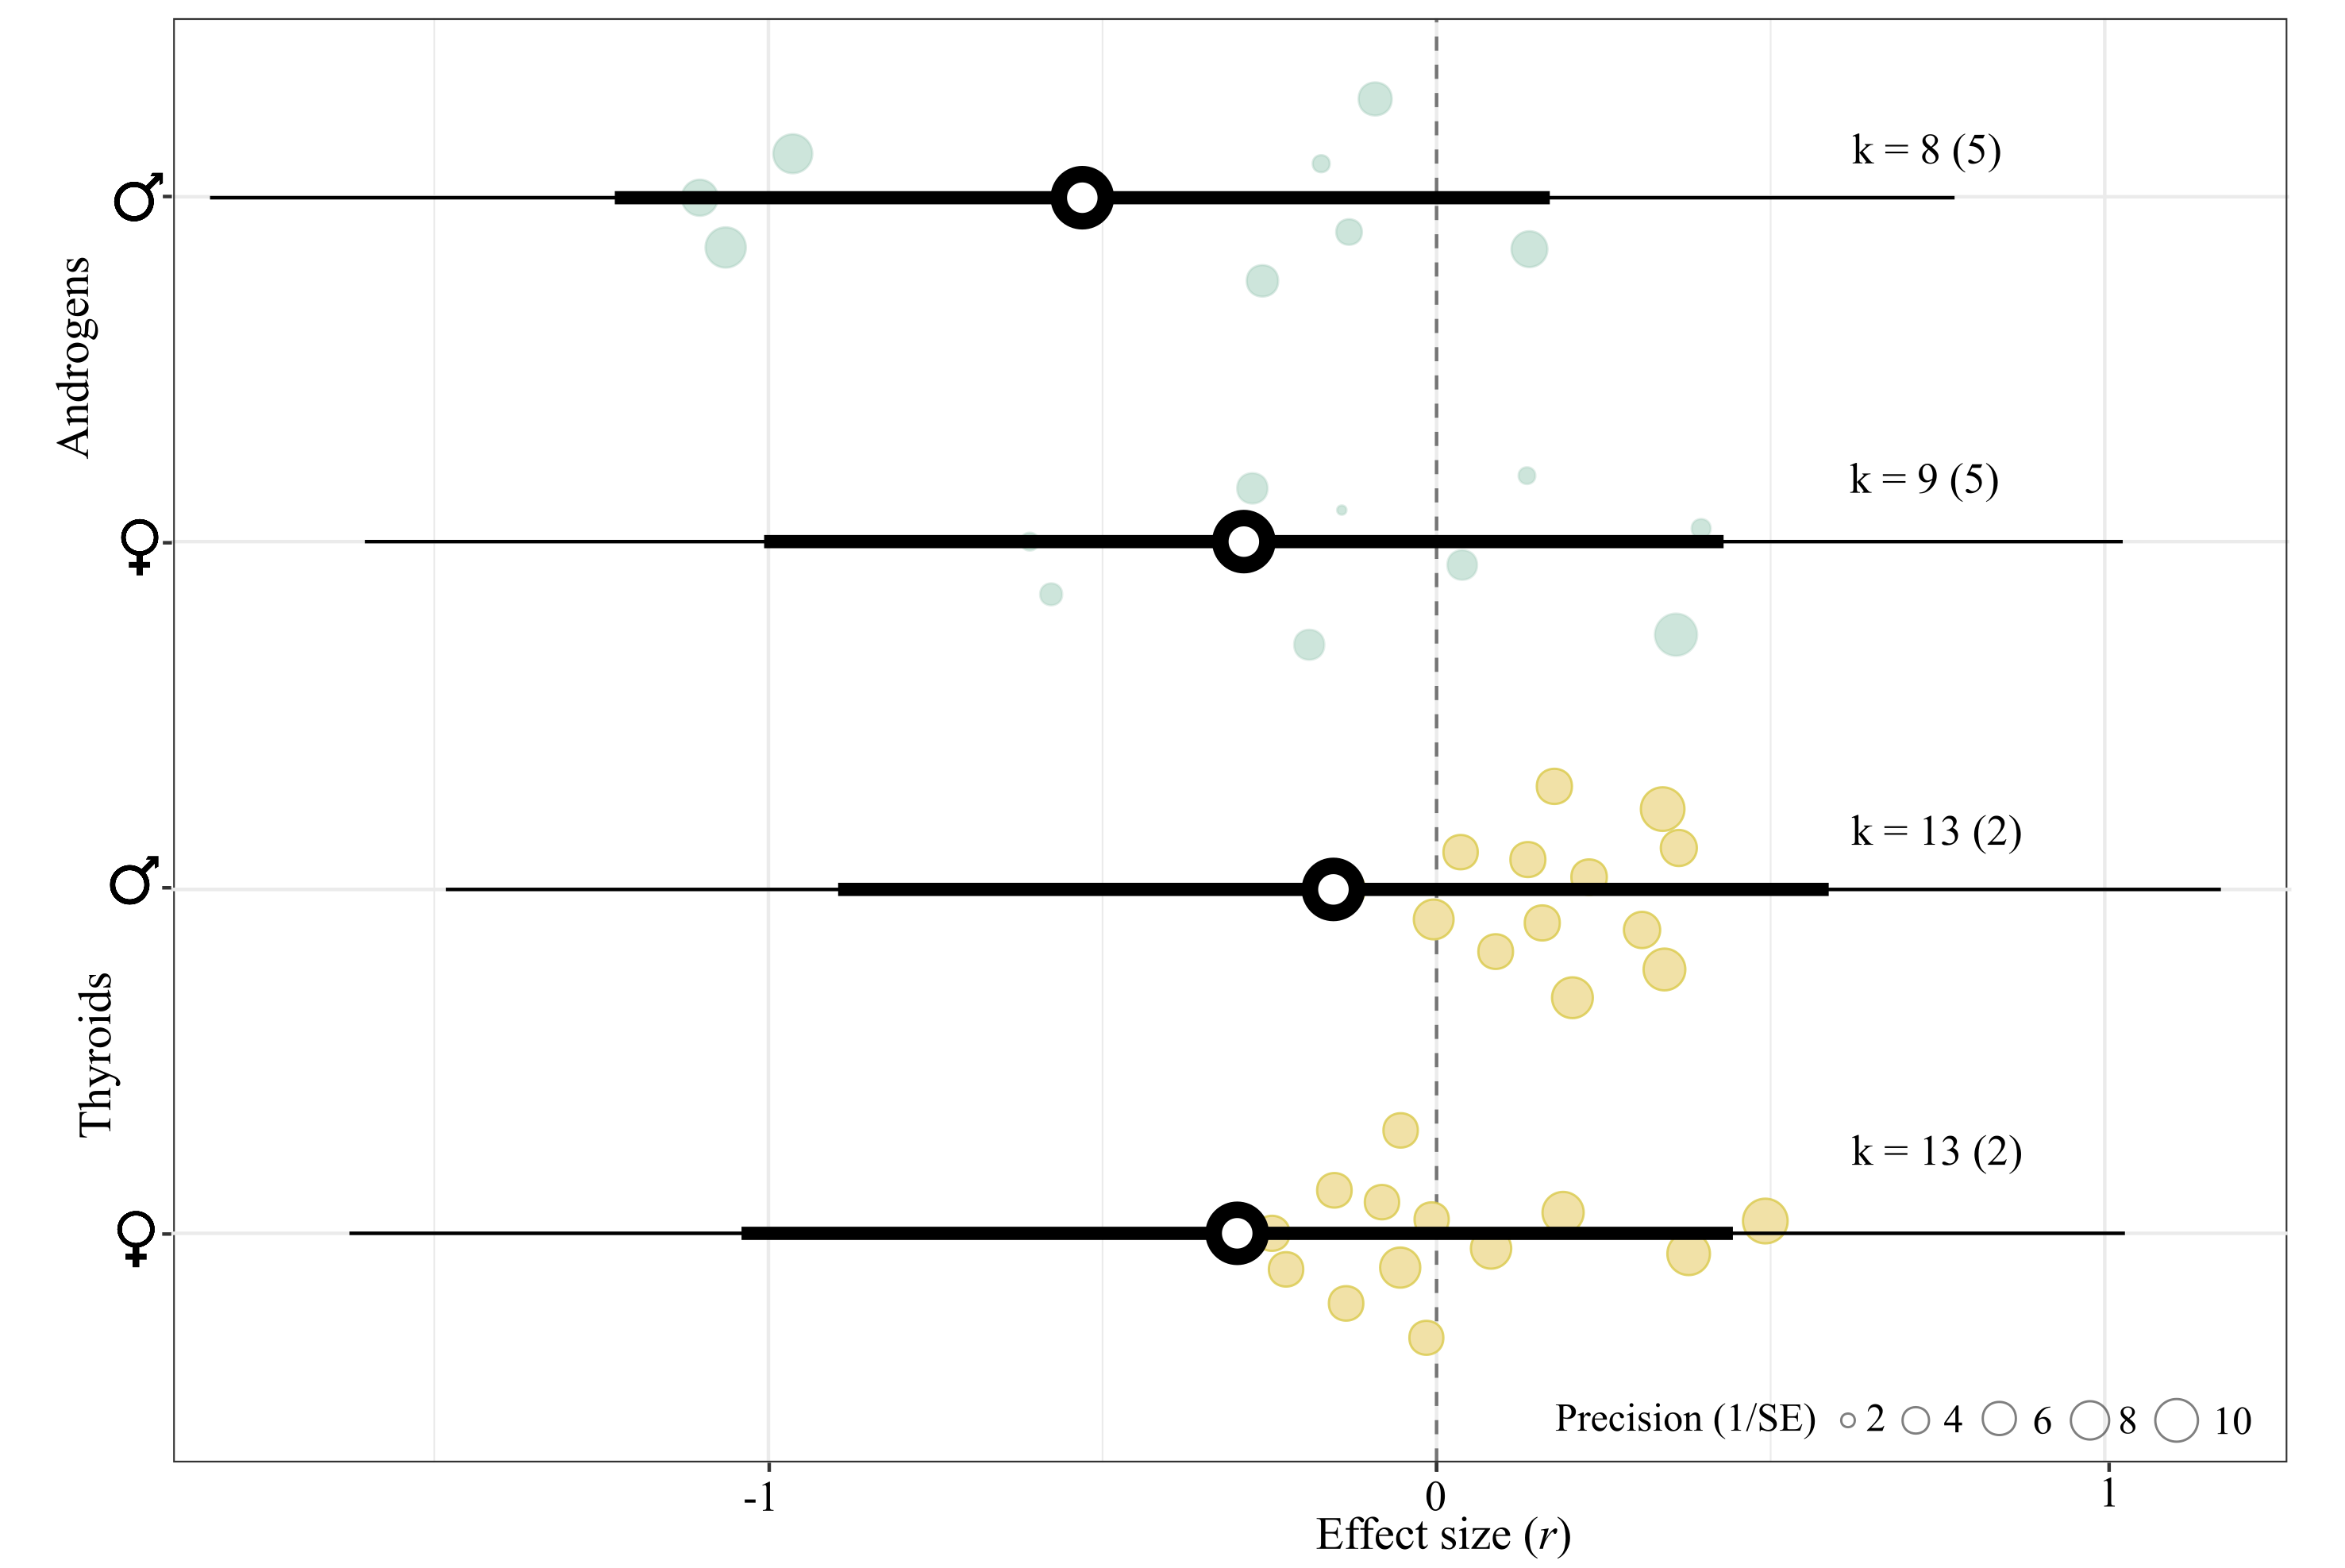 Androgens
♂
k = 8 (5)
♀
k = 9 (5)
Thyroids
♂
k = 13 (2)
♀
k = 13 (2)
Precision (1/SE) 2 4 6 8 10
-1 0 1
Effect size (r)